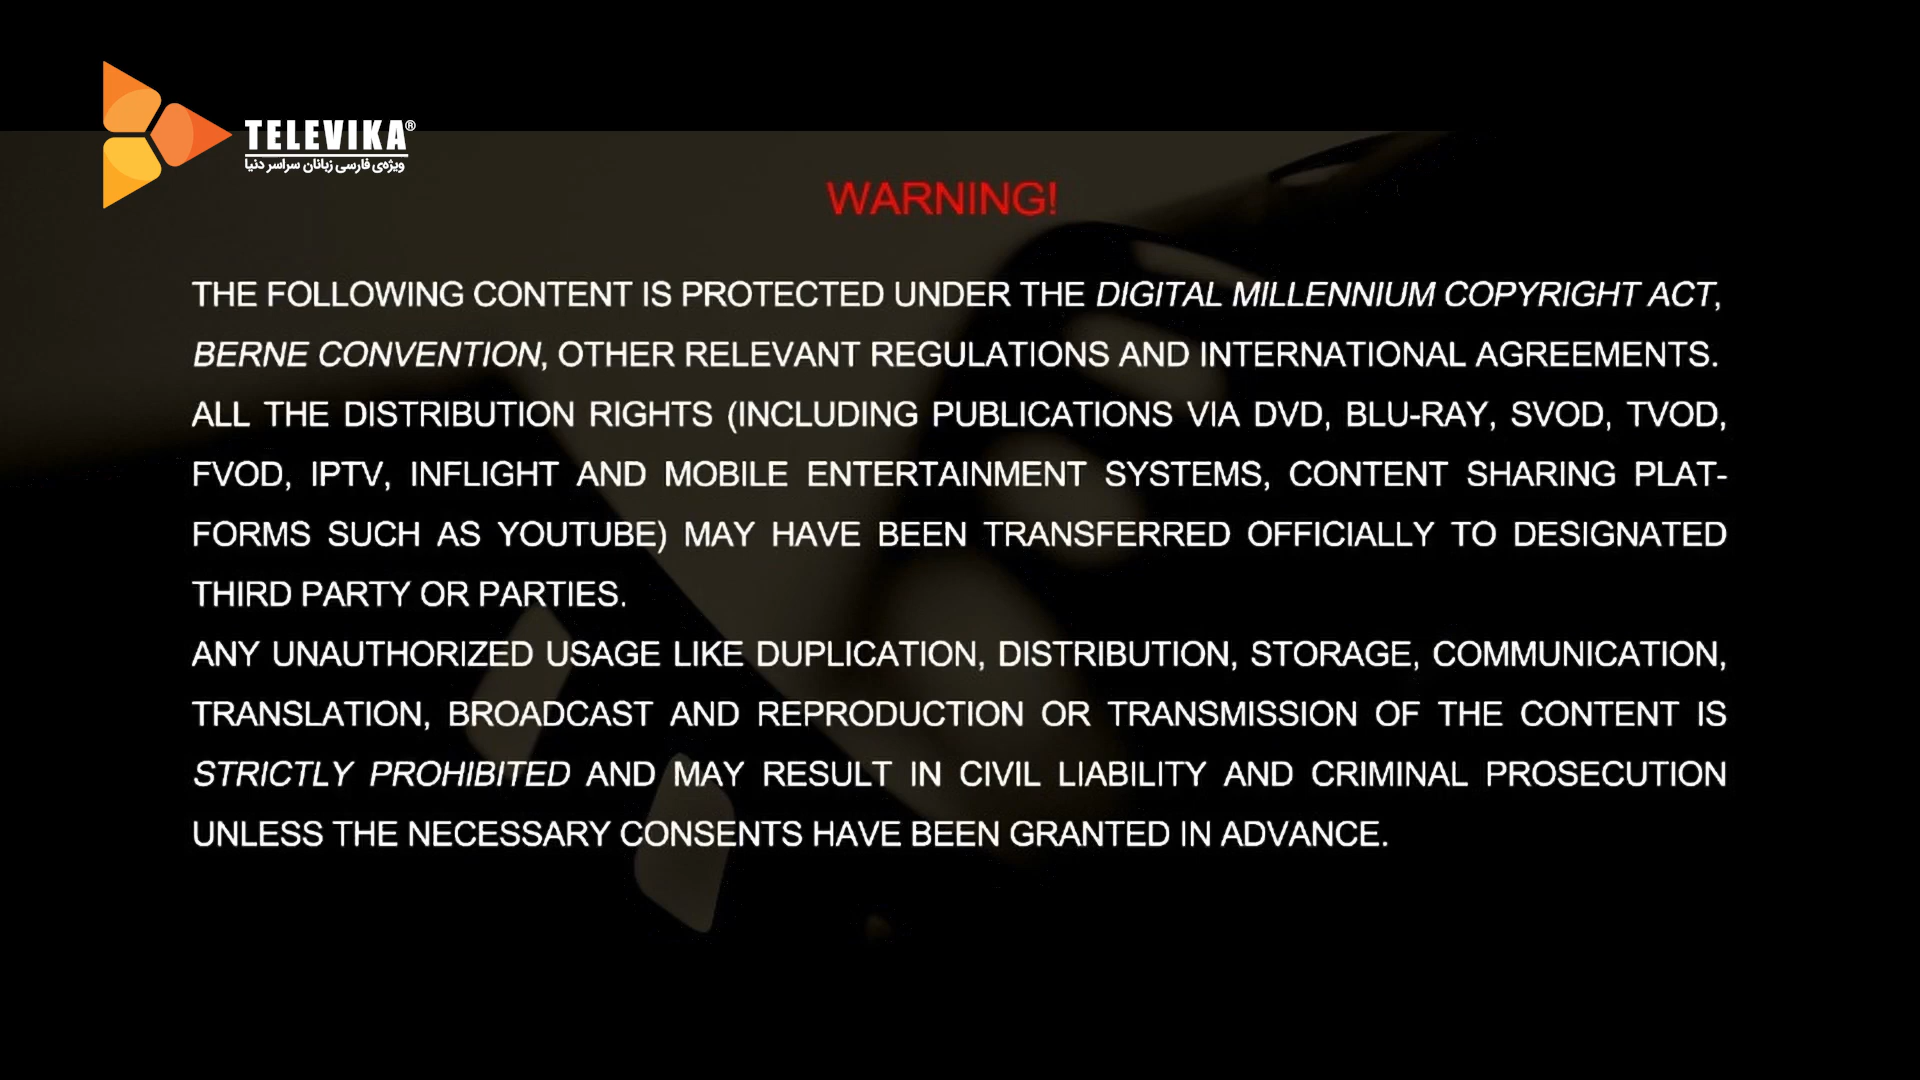 TELEVIKA®
ویژه‌ی فارسی زبانان سراسر دنیا
WARNING!
THE FOLLOWING CONTENT IS PROTECTED UNDER THE DIGITAL MILLENNIUM COPYRIGHT ACT,
BERNE CONVENTION, OTHER RELEVANT REGULATIONS AND INTERNATIONAL AGREEMENTS.
ALL THE DISTRIBUTION RIGHTS (INCLUDING PUBLICATIONS VIA DVD, BLU-RAY, SVOD, TVOD,
FVOD, IPTV, INFLIGHT AND MOBILE ENTERTAINMENT SYSTEMS, CONTENT SHARING PLAT-
FORMS SUCH AS YOUTUBE) MAY HAVE BEEN TRANSFERRED OFFICIALLY TO DESIGNATED
THIRD PARTY OR PARTIES.
ANY UNAUTHORIZED USAGE LIKE DUPLICATION, DISTRIBUTION, STORAGE, COMMUNICATION,
TRANSLATION, BROADCAST AND REPRODUCTION OR TRANSMISSION OF THE CONTENT IS
STRICTLY PROHIBITED AND MAY RESULT IN CIVIL LIABILITY AND CRIMINAL PROSECUTION
UNLESS THE NECESSARY CONSENTS HAVE BEEN GRANTED IN ADVANCE.